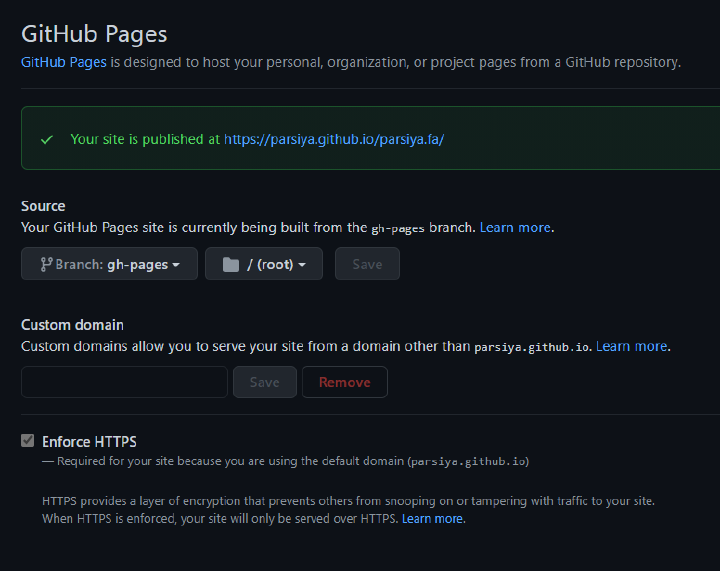 GitHub Pages
GitHub Pages is designed to host your personal, organization, or project pages from a GitHub repository.
Your site is published at https://parsiya.github.io/parsiya.fa/
Source
Your GitHub Pages site is currently being built from the gh-pages branch. Learn more.
Branch: gh-pages / (root) Save
Custom domain
Custom domains allow you to serve your site from a domain other than parsiya.github.io. Learn more.
Save Remove
Enforce HTTPS
— Required for your site because you are using the default domain (parsiya.github.io)
HTTPS provides a layer of encryption that prevents others from snooping on or tampering with traffic to your site.
When HTTPS is enforced, your site will only be served over HTTPS. Learn more.